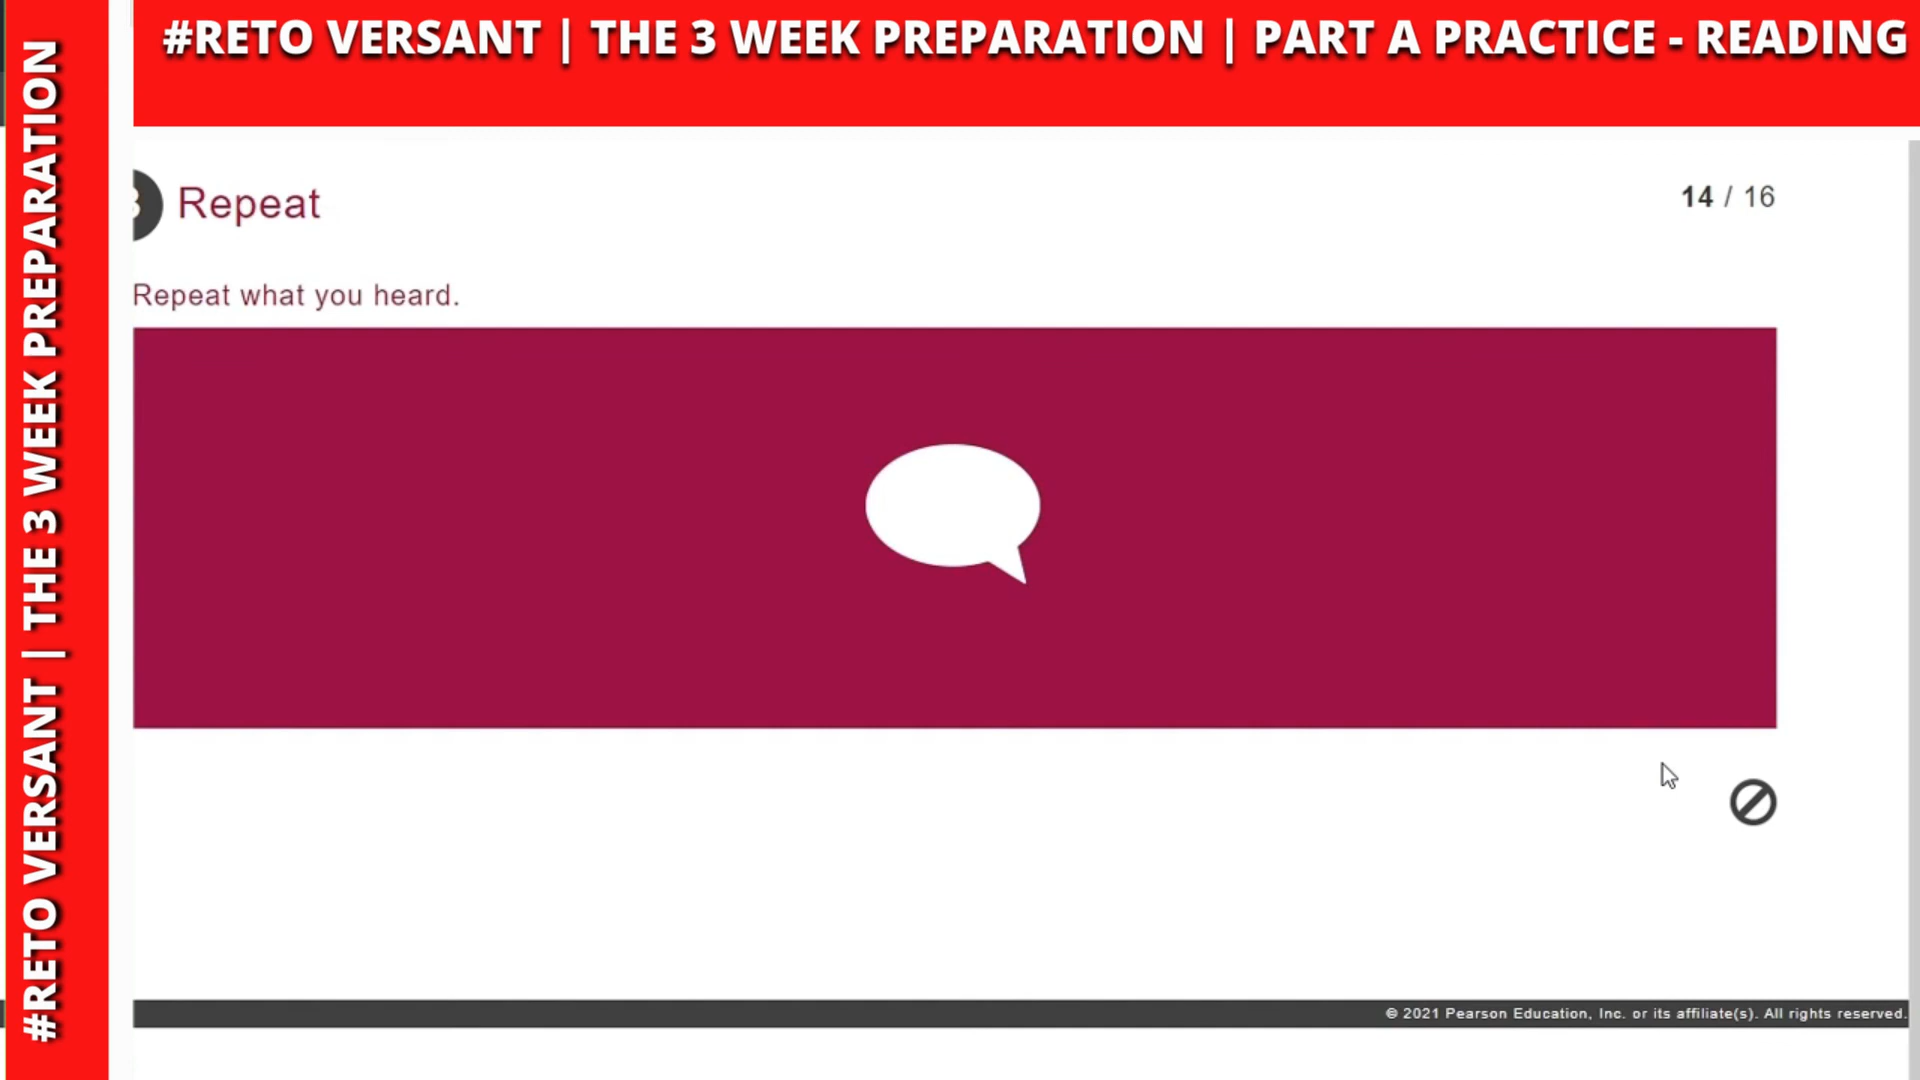 #RETO VERSANT | THE 3 WEEK PREPARATION | PART A PRACTICE - READING
#RETO VERSANT | THE 3 WEEK PREPARATION
Repeat
14 / 16
Repeat what you heard.
© 2021 Pearson Education, Inc. or its affiliate(s). All rights reserved.